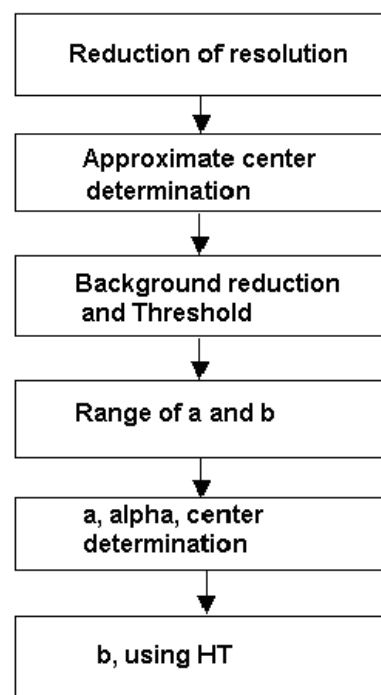 Reduction of resolution
Approximate center
determination
Background reduction
and Threshold
Range of a and b
a, alpha, center
determination
b, using HT